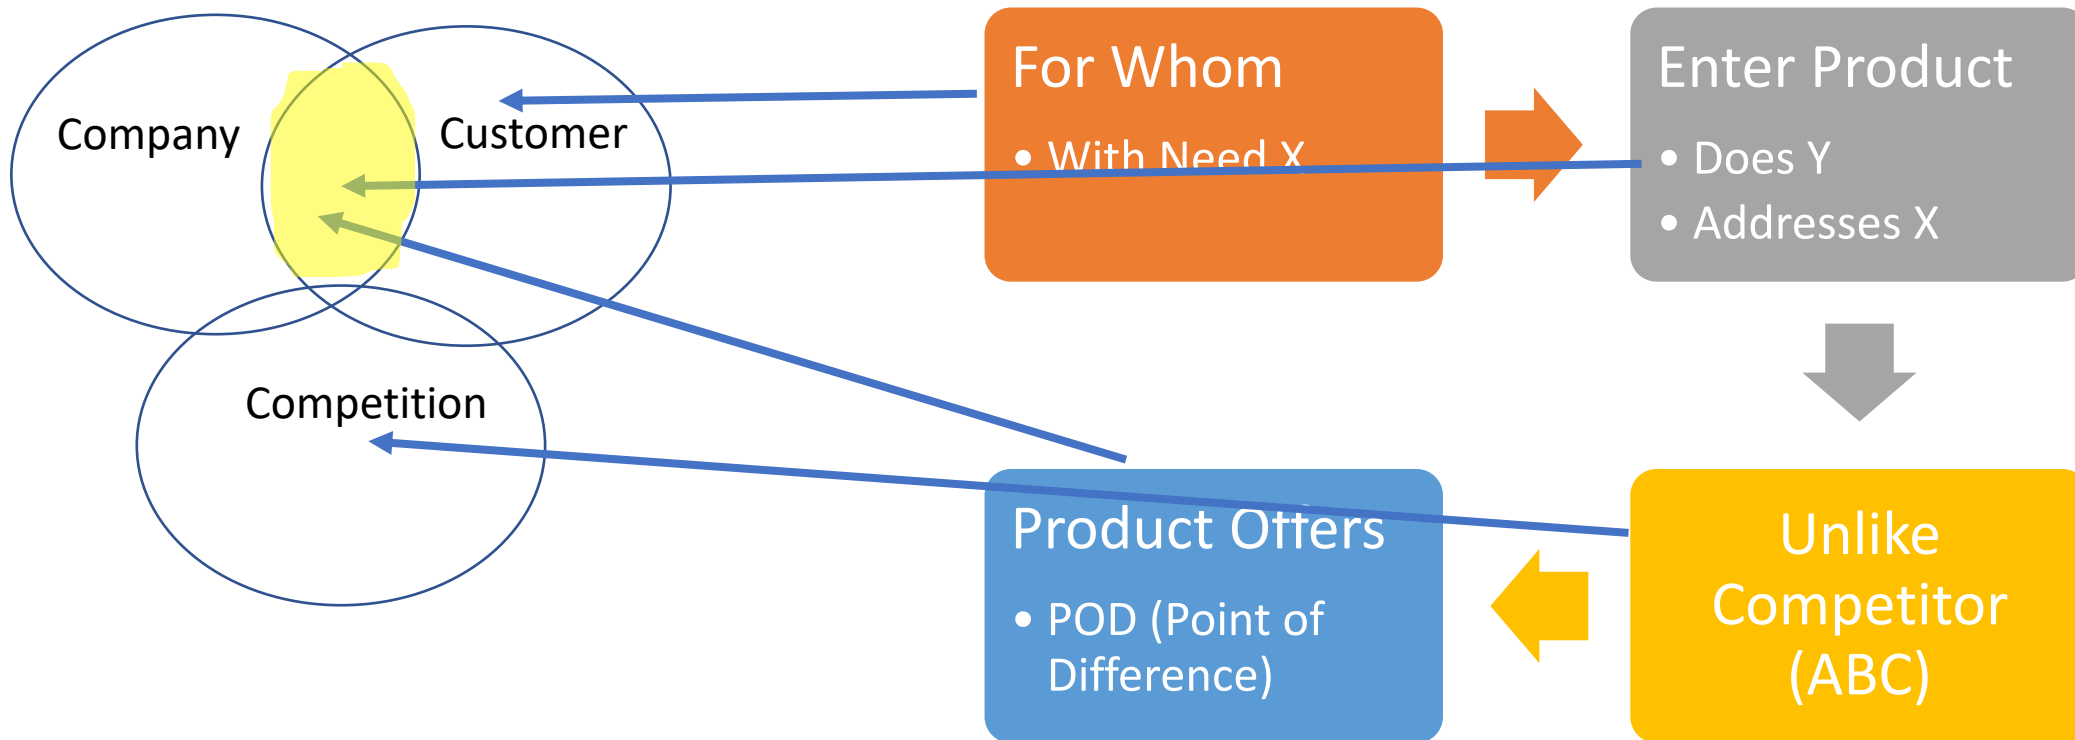 Company
Customer
Competition
For Whom
• With Need X
Enter Product
• Does Y
• Addresses X
Product Offers
• POD (Point of
Difference)
Unlike
Competitor
(ABC)